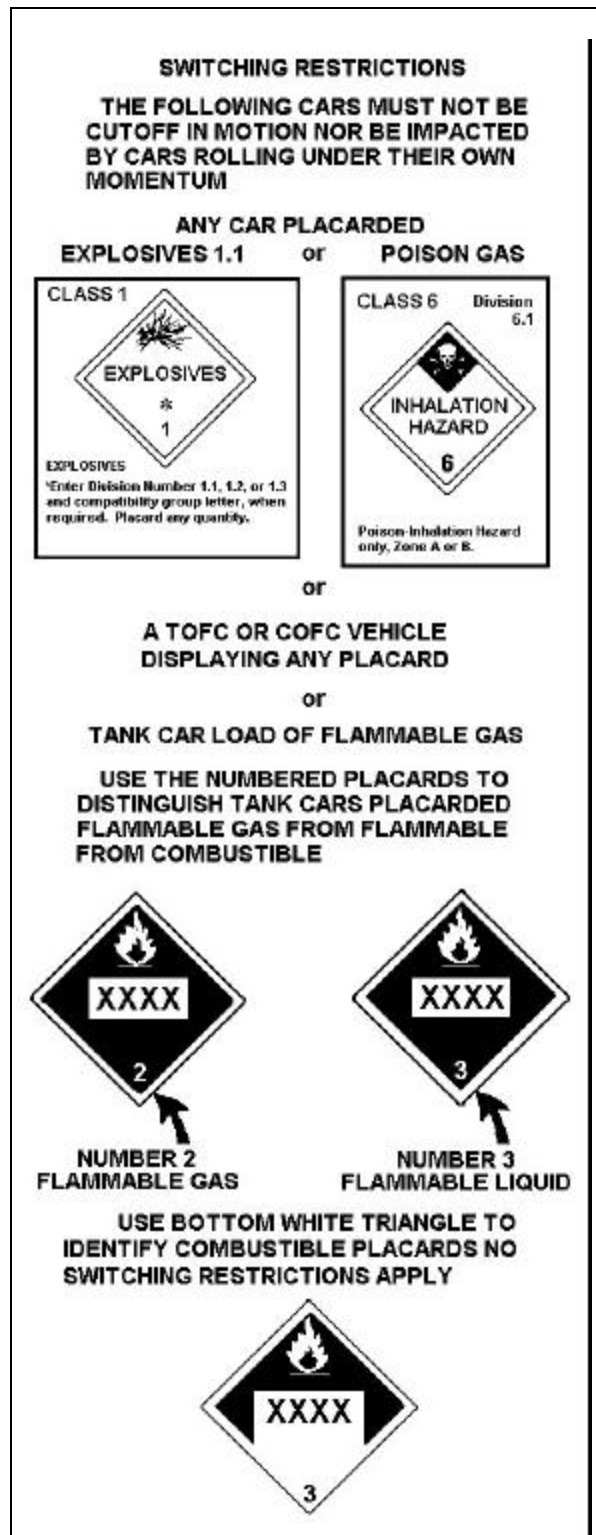 SWITCHING RESTRICTIONS
THE FOLLOWING CARS MUST NOT BE
CUTOFF IN MOTION NOR BE IMPACTED
BY CARS ROLLING UNDER THEIR OWN
MOMENTUM
ANY CAR PLACARDED
EXPLOSIVES 1.1 or POISON GAS
CLASS 1
EXPLOSIVES
*
1
EXPLOSIVES
*Enter Division Number 1.1, 1.2, or 1.3
and compatibility group letter, when
required. Placard any quantity.
CLASS 6 Division
6.1
INHALATION
HAZARD
6
Poison-Inhalation Hazard
only, Zone A or B.
or
A TOFC OR COFC VEHICLE
DISPLAYING ANY PLACARD
or
TANK CAR LOAD OF FLAMMABLE GAS
USE THE NUMBERED PLACARDS TO
DISTINGUISH TANK CARS PLACARDED
FLAMMABLE GAS FROM FLAMMABLE
FROM COMBUSTIBLE
XXXX
2
NUMBER 2
FLAMMABLE GAS
XXXX
3
NUMBER 3
FLAMMABLE LIQUID
USE BOTTOM WHITE TRIANGLE TO
IDENTIFY COMBUSTIBLE PLACARDS NO
SWITCHING RESTRICTIONS APPLY
XXXX
3